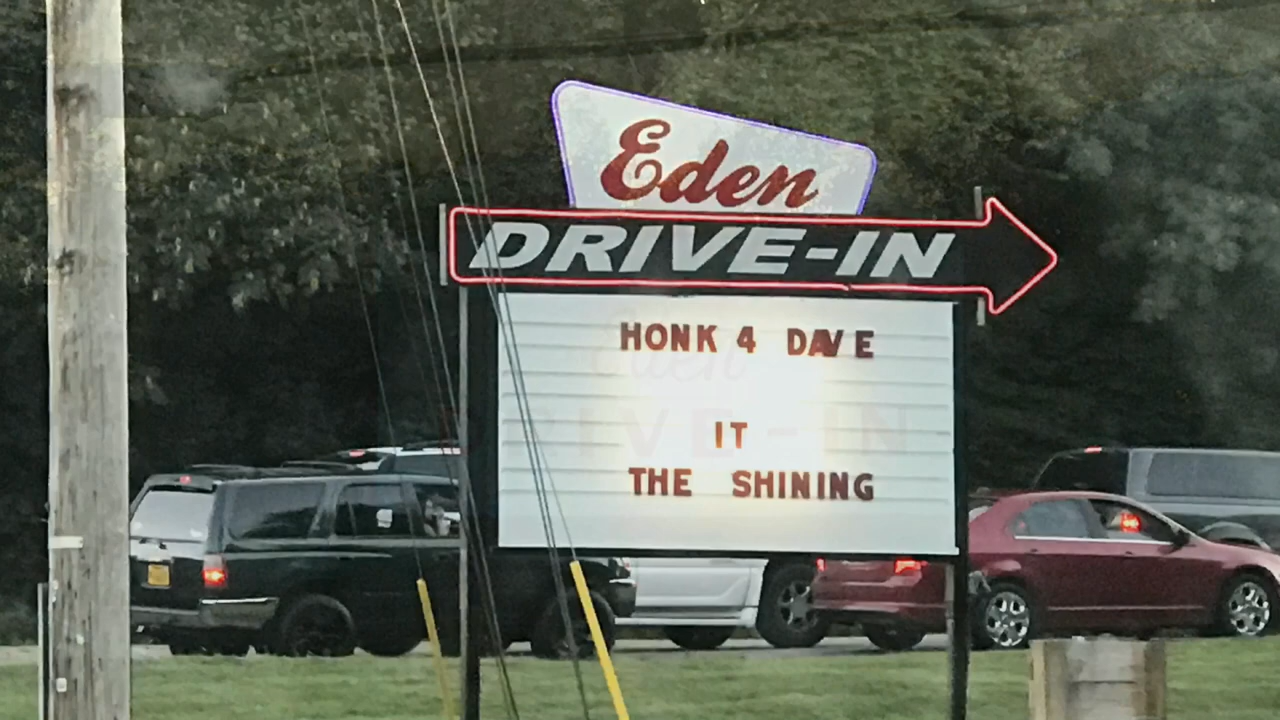 Eden
DRIVE-IN
HONK 4 DAVE
IT
THE SHINING